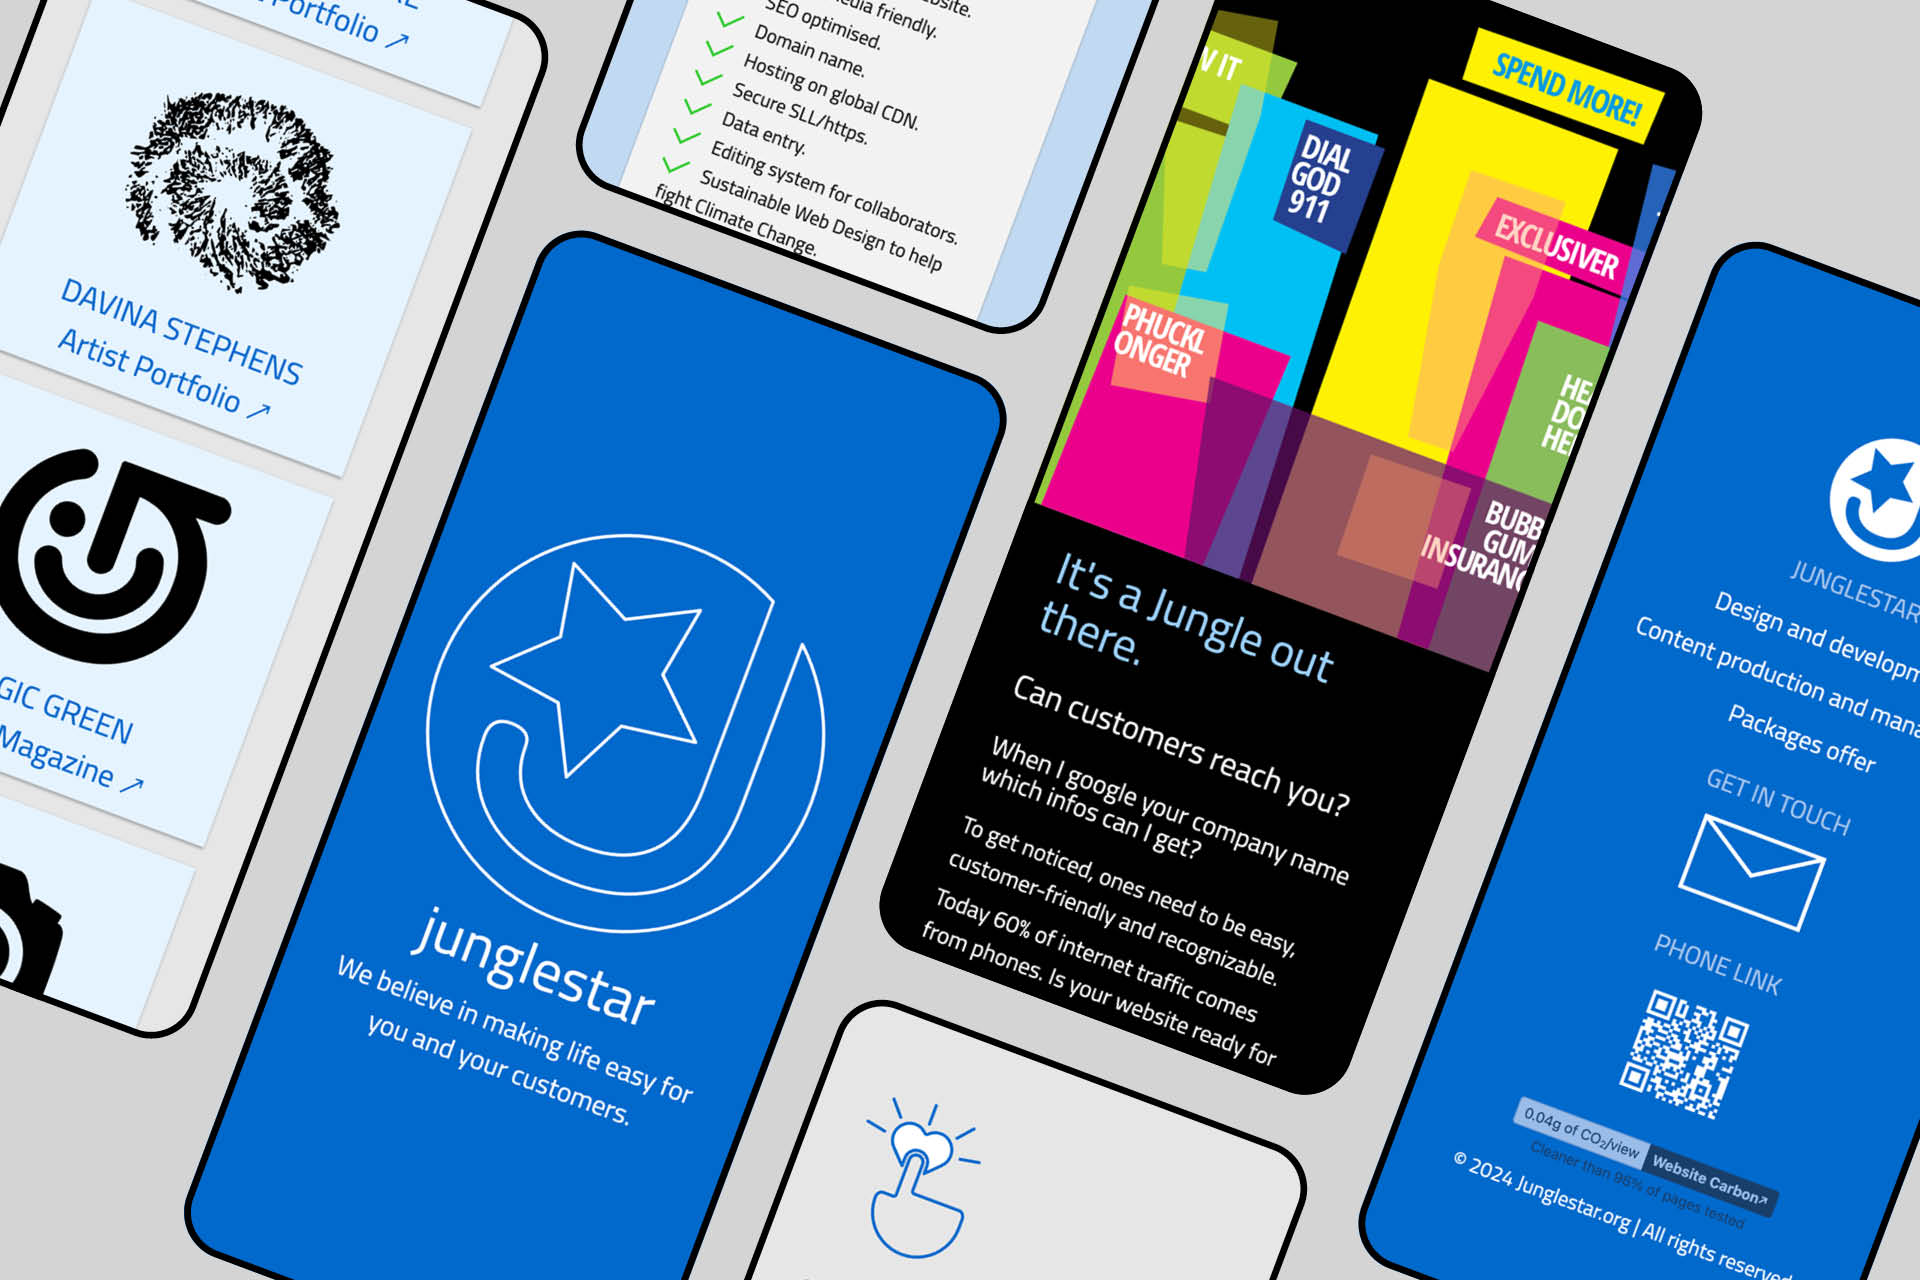 Portfolio ↗
DAVINA STEPHENS
Artist Portfolio ↗
GIC GREEN
Magazine ↗
bsite.
edia friendly.
SEO optimised.
Domain name.
Hosting on global CDN.
Secure SLL/https.
Data entry.
Editing system for collaborators.
Sustainable Web Design to help
fight Climate Change.
junglestar
We believe in making life easy for
you and your customers.
IT
SPEND MORE!
DIAL
GOD
911
EXCLUSIVER
PHUCKL
ONGER
HE
DO
HE
BUBB
GUM
INSURANC
It's a Jungle out
there.
Can customers reach you?
When I google your company name
which infos can I get?
To get noticed, ones need to be easy,
customer-friendly and recognizable.
Today 60% of internet traffic comes
from phones. Is your website ready for
JUNGLESTAR
Design and developm
Content production and mana
Packages offer
GET IN TOUCH
PHONE LINK
0.04g of CO₂/view Website Carbon↗
Cleaner than 96% of pages tested
© 2024 Junglestar.org | All rights reserved